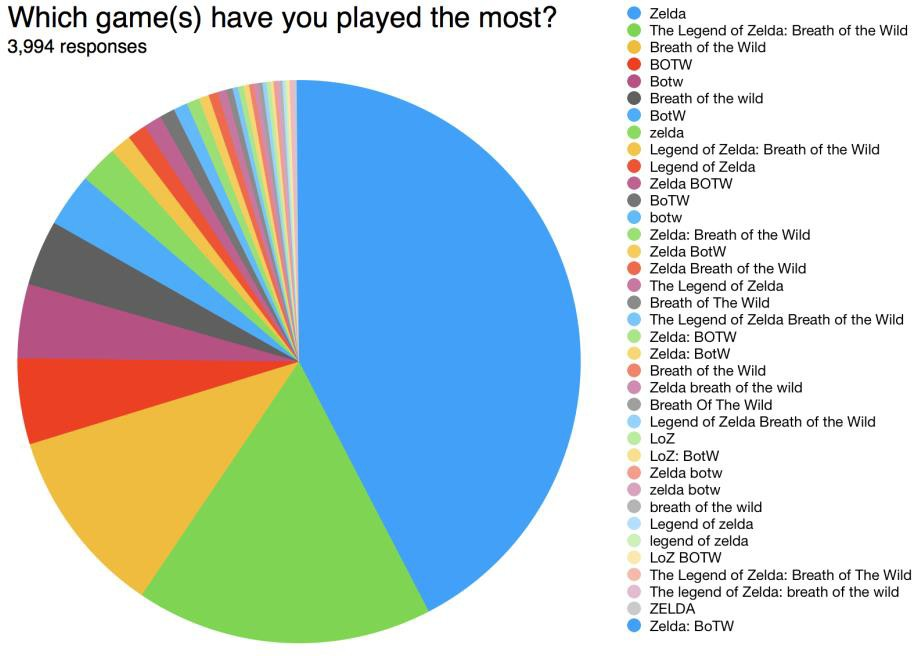 Which game(s) have you played the most?
3,994 responses
Zelda
The Legend of Zelda: Breath of the Wild
Breath of the Wild
BOTW
Botw
Breath of the wild
BotW
zelda
Legend of Zelda: Breath of the Wild
Legend of Zelda
Zelda BOTW
BoTW
botw
Zelda: Breath of the Wild
Zelda BotW
Zelda Breath of the Wild
The Legend of Zelda
Breath of The Wild
The Legend of Zelda Breath of the Wild
Zelda: BOTW
Zelda: BotW
Breath of the Wild
Zelda breath of the wild
Breath Of The Wild
Legend of Zelda Breath of the Wild
LoZ
LoZ: BotW
Zelda botw
zelda botw
breath of the wild
Legend of zelda
legend of zelda
LoZ BOTW
The Legend of Zelda: Breath of The Wild
The legend of Zelda: breath of the wild
ZELDA
Zelda: BoTW